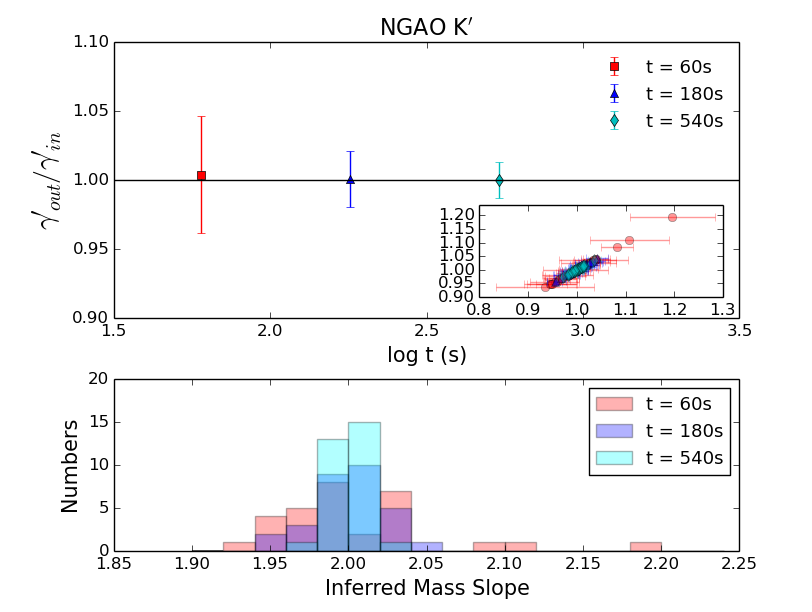 NGAO K′
1.10
1.05
1.00
0.95
0.90
γ′out/γ′in
t = 60s
t = 180s
t = 540s
1.20
1.15
1.10
1.05
1.00
0.95
0.90
0.8 0.9 1.0 1.1 1.2 1.3
1.5 2.0 2.5 3.0 3.5
log t (s)
20
15
10
5
0
Numbers
t = 60s
t = 180s
t = 540s
1.85 1.90 1.95 2.00 2.05 2.10 2.15 2.20 2.25
Inferred Mass Slope